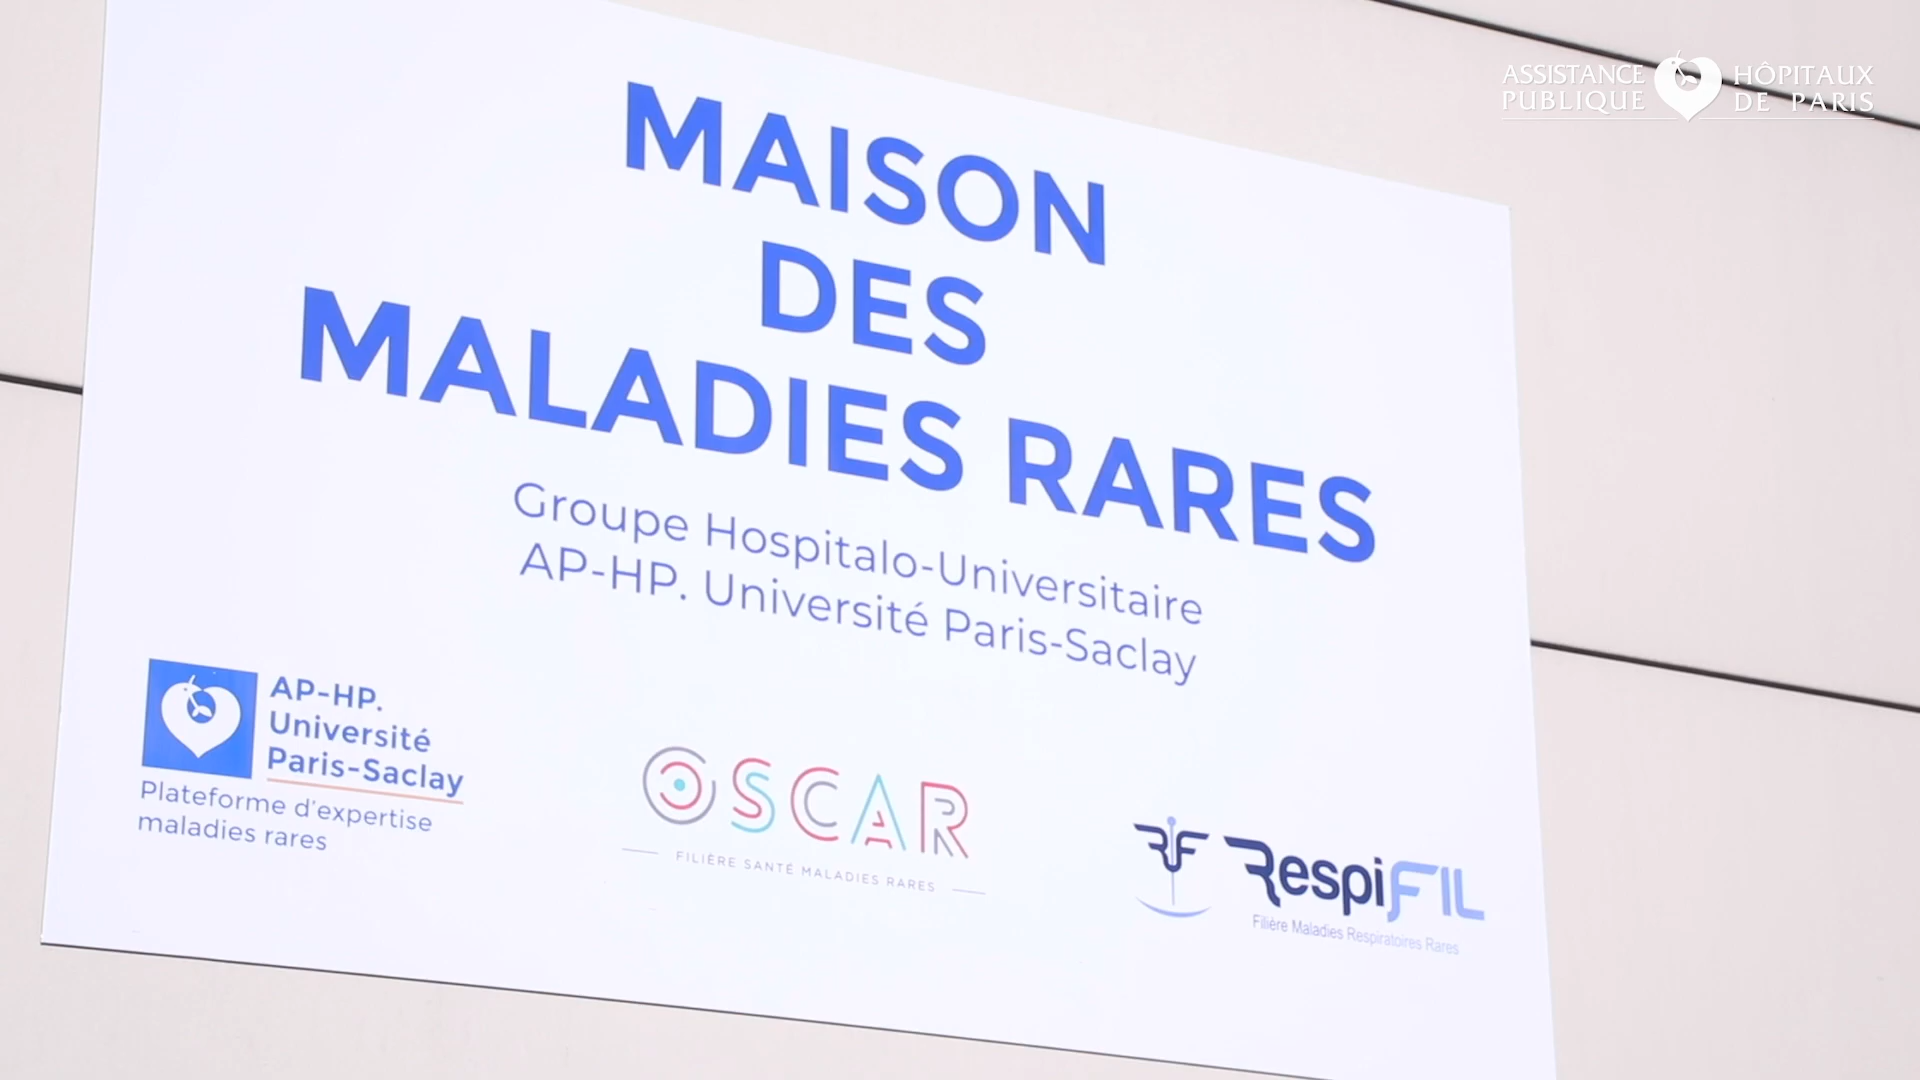 ASSISTANCE PUBLIQUE
HÔPITAUX DE PARIS
MAISON
DES
MALADIES RARES
Groupe Hospitalo-Universitaire
AP-HP. Université Paris-Saclay
AP-HP.
Université
Paris-Saclay
Plateforme d'expertise
maladies rares
OSCAR
FILIÈRE SANTÉ MALADIES RARES
RF
RespiFIL
Filière Maladies Respiratoires Rares